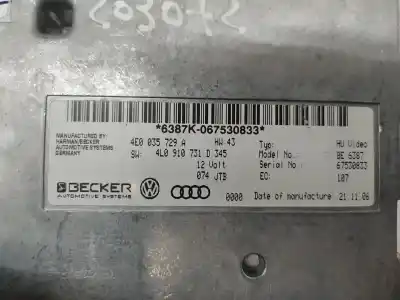 203072
*6387K-067530833*
MANUFACTURED BY:
HARMAN/BECKER
AUTOMOTIVE SYSTEMS
GERMANY
4E0 035 729 A HW 43
SW: 4L0 910 731 D 345
12 Volt
074 JTB
Typ: HU Video
Model No.: BE 6387
Serial No.: 67530833
EC: 107
BECKER
AUTOMOTIVE SYSTEMS
0000 Date of manufacture 21.11.06